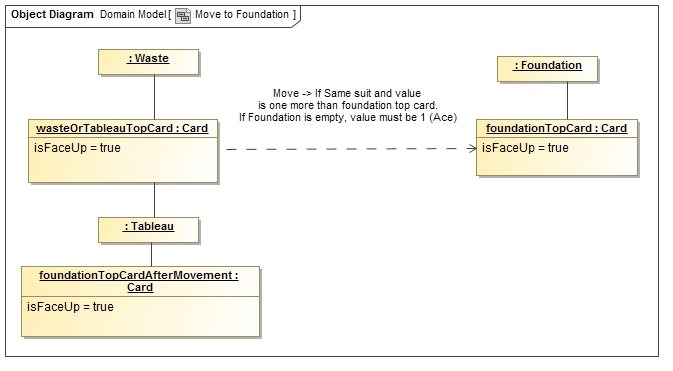 Object Diagram Domain Model[ Move to Foundation ]
: Waste
: Foundation
Move -> If Same suit and value
is one more than foundation top card.
If Foundation is empty, value must be 1 (Ace)
wasteOrTableauTopCard : Card
isFaceUp = true
foundationTopCard : Card
isFaceUp = true
: Tableau
foundationTopCardAfterMovement :
Card
isFaceUp = true